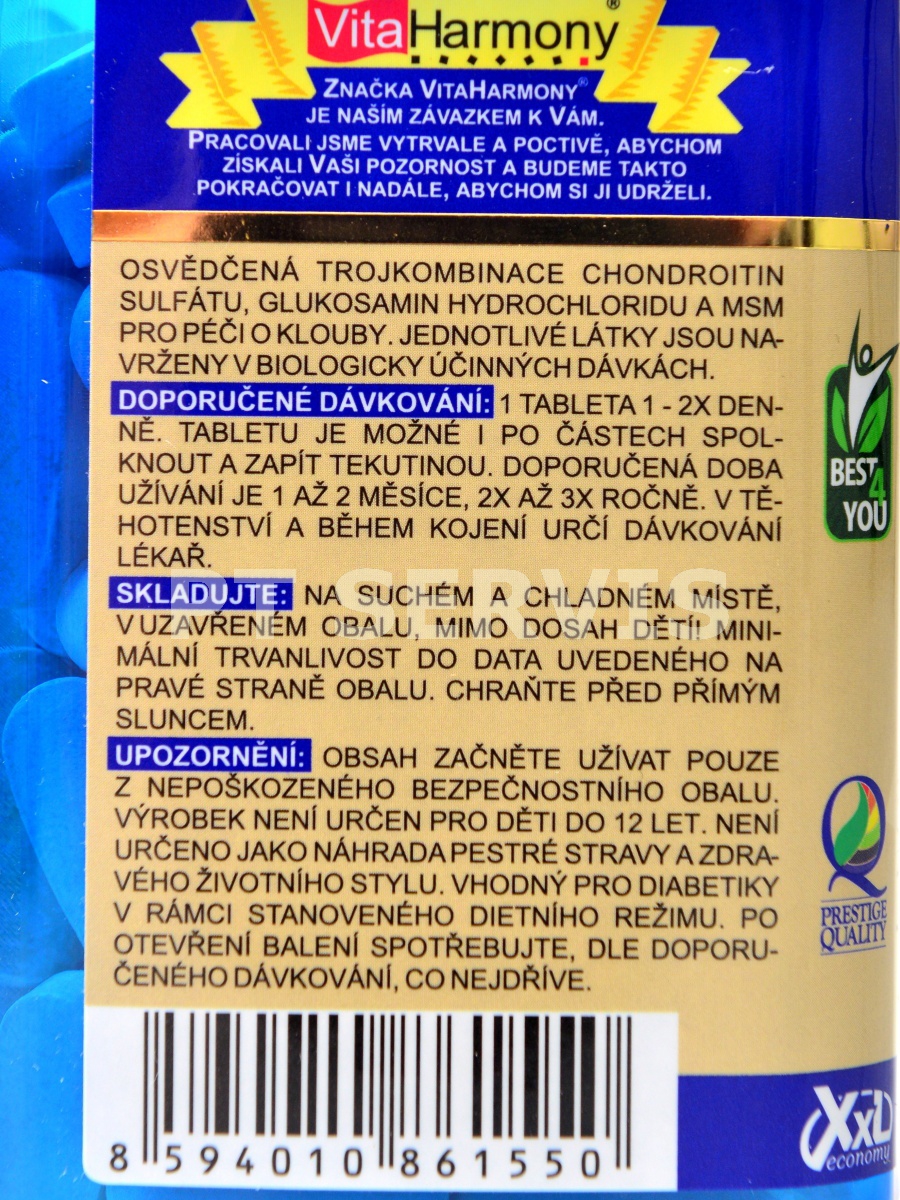 VitaHarmony®
ZNAČKA VITAHARMONY®
JE NAŠÍM ZÁVAZKEM K VÁM.
PRACOVALI JSME VYTRVALE A POCTIVĚ, ABYCHOM
ZÍSKALI VAŠI POZORNOST A BUDEME TAKTO
POKRAČOVAT I NADÁLE, ABYCHOM SI JI UDRŽELI.
OSVĚDČENÁ TROJKOMBINACE CHONDROITIN
SULFÁTU, GLUKOSAMIN HYDROCHLORIDU A MSM
PRO PÉČI O KLOUBY. JEDNOTLIVÉ LÁTKY JSOU NA-
VRŽENY V BIOLOGICKY ÚČINNÝCH DÁVKÁCH.
DOPORUČENÉ DÁVKOVÁNÍ: 1 TABLETA 1 - 2X DEN-
NĚ. TABLETU JE MOŽNÉ I PO ČÁSTECH SPOL-
KNOUT A ZAPÍT TEKUTINOU. DOPORUČENÁ DOBA
UŽÍVÁNÍ JE 1 AŽ 2 MĚSÍCE, 2X AŽ 3X ROČNĚ. V TĚ-
HOTENSTVÍ A BĚHEM KOJENÍ URČÍ DÁVKOVÁNÍ
LÉKAŘ.
SKLADUJTE: NA SUCHÉM A CHLADNÉM MÍSTĚ,
V UZAVŘENÉM OBALU, MIMO DOSAH DĚTÍ! MINI-
MÁLNÍ TRVANLIVOST DO DATA UVEDENÉHO NA
PRAVÉ STRANĚ OBALU. CHRAŇTE PŘED PŘÍMÝM
SLUNCEM.
UPOZORNĚNÍ: OBSAH ZAČNĚTE UŽÍVAT POUZE
Z NEPOŠKOZENÉHO BEZPEČNOSTNÍHO OBALU.
VÝROBEK NENÍ URČEN PRO DĚTI DO 12 LET. NENÍ
URČENO JAKO NÁHRADA PESTRÉ STRAVY A ZDRA-
VÉHO ŽIVOTNÍHO STYLU. VHODNÝ PRO DIABETIKY
V RÁMCI STANOVENÉHO DIETNÍHO REŽIMU. PO
OTEVŘENÍ BALENÍ SPOTŘEBUJTE, DLE DOPORU-
ČENÉHO DÁVKOVÁNÍ, CO NEJDŘÍVE.
BEST
4
YOU
PRESTIGE
QUALITY
XXL
economy
8 594010 861550
PT SERVIS